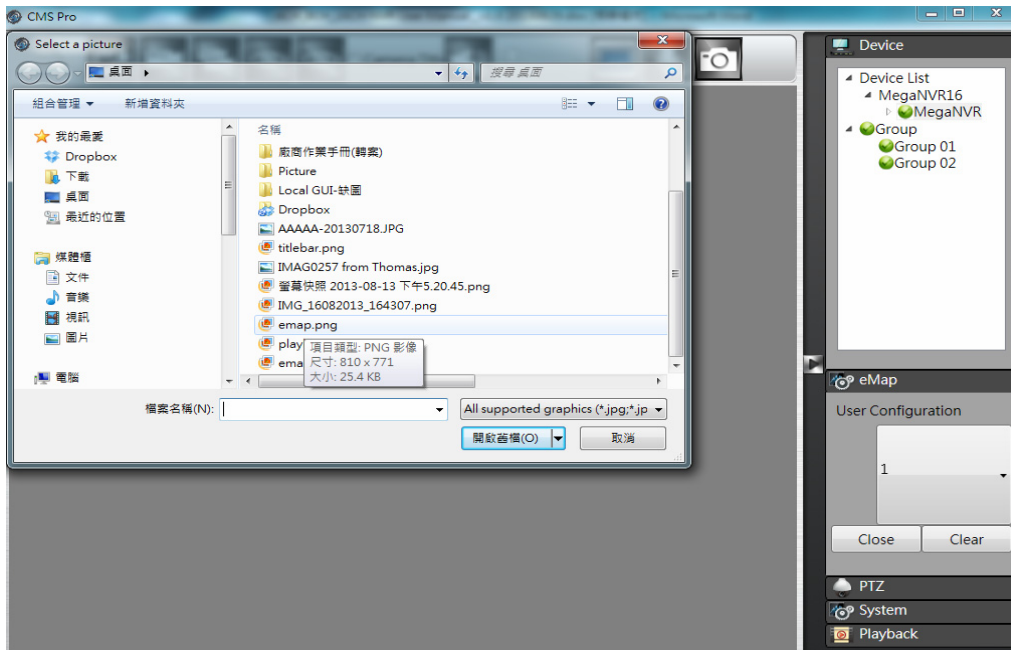 CMS Pro
Select a picture
桌面
搜尋 桌面
組合管理
新增資料夾
我的最愛
Dropbox
下載
桌面
最近的位置
媒體櫃
文件
音樂
視訊
圖片
電腦
名稱
廠商作業手冊(轉案)
Picture
Local GUI-缺圖
Dropbox
AAAAA-20130718.JPG
titlebar.png
IMAG0257 from Thomas.jpg
螢幕快照 2013-08-13 下午5.20.45.png
IMG_16082013_164307.png
emap.png
play
ema
項目類型: PNG 影像
尺寸: 810 x 771
大小: 25.4 KB
檔案名稱(N):
All supported graphics (*.jpg;*.jp
開啟舊檔(O)
取消
Device
Device List
MegaNVR16
MegaNVR
Group
Group 01
Group 02
eMap
User Configuration
1
Close
Clear
PTZ
System
Playback